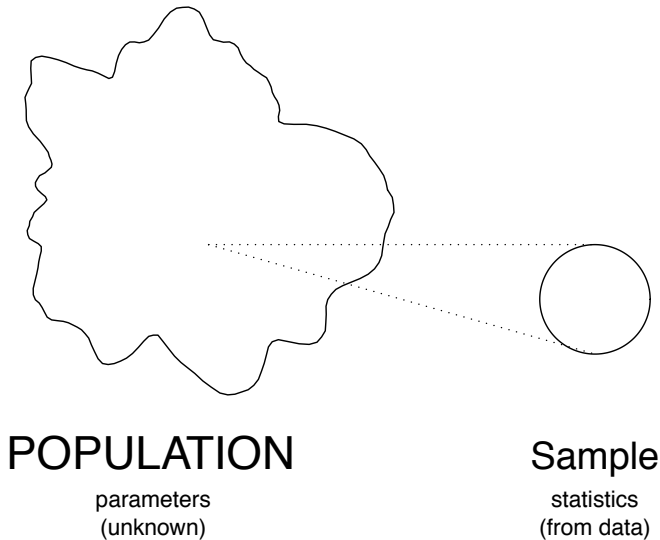 POPULATION
parameters
(unknown)
Sample
statistics
(from data)